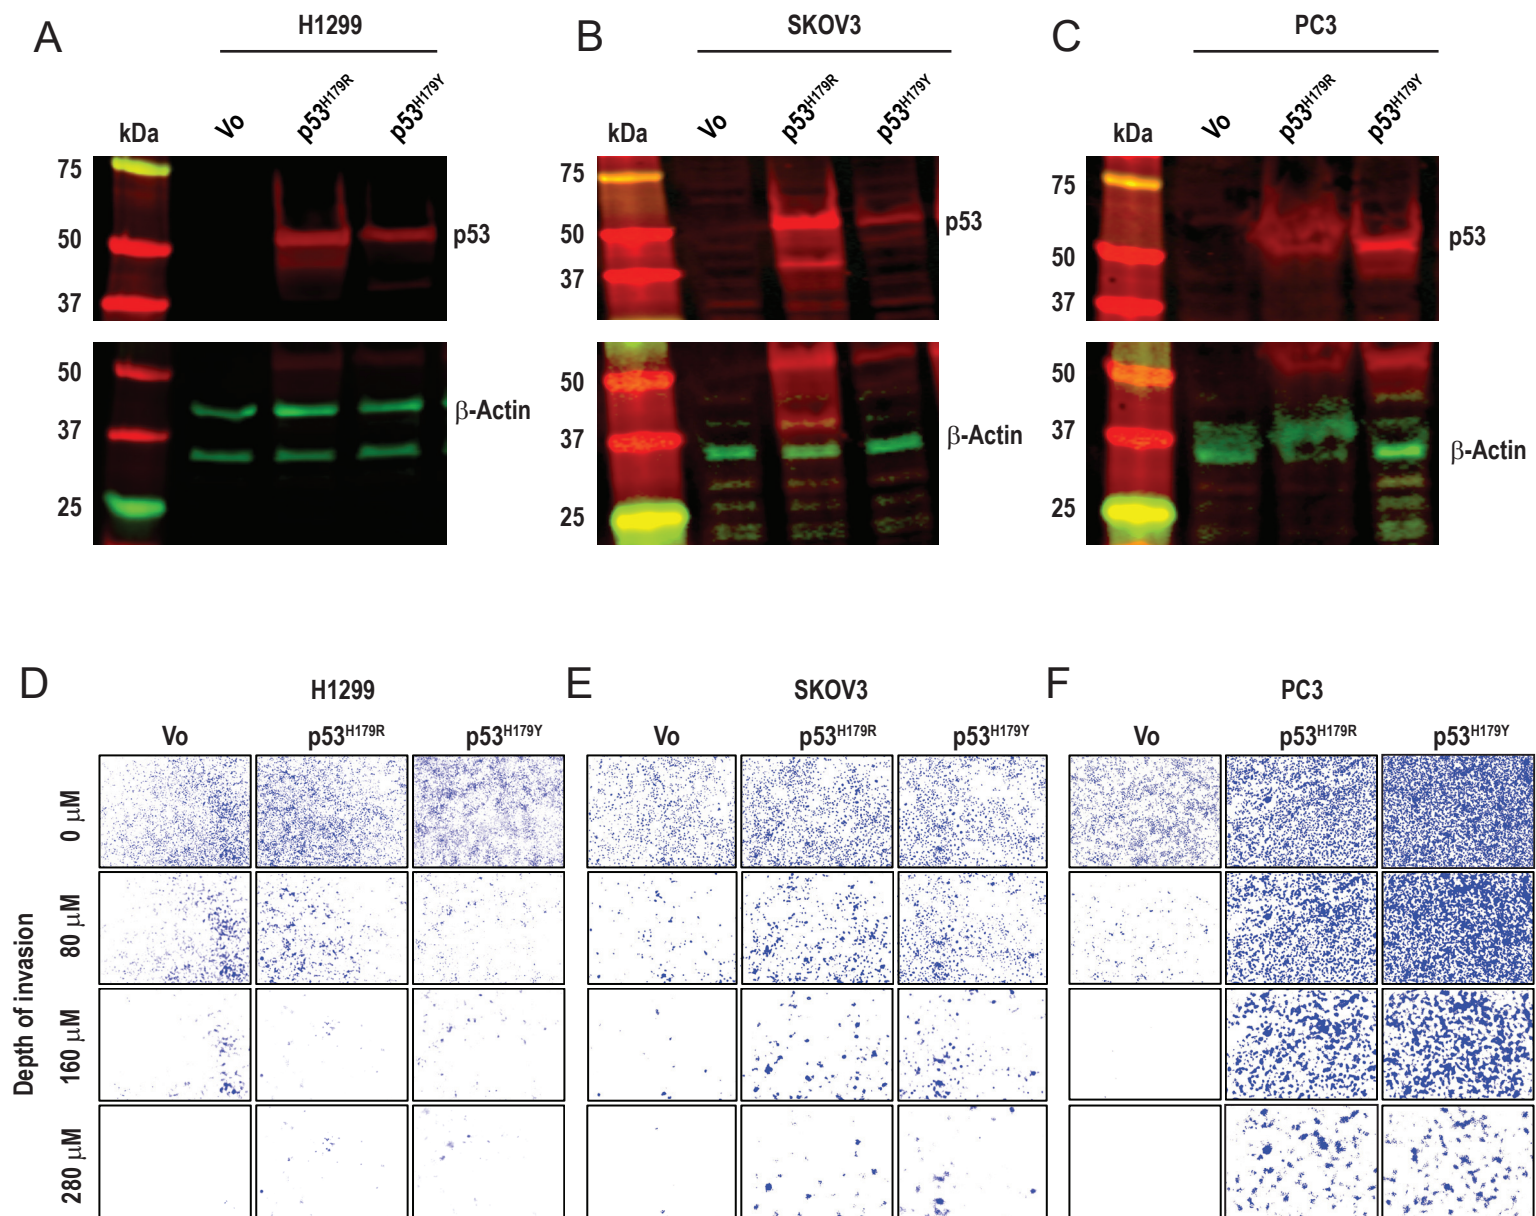 A H1299 B SKOV3 C PC3
kDa Vo p53H179R p53H179Y kDa Vo p53H179R p53H179Y kDa Vo p53H179R p53H179Y
75 75 75
50 p53 50 p53 50 p53
37 37 37
50 50 50
37 β-Actin 37 β-Actin 37 β-Actin
25 25 25
D H1299 E SKOV3 F PC3
Vo p53H179R p53H179Y Vo p53H179R p53H179Y Vo p53H179R p53H179Y
Depth of invasion
0 µM
80 µM
160 µM
280 µM